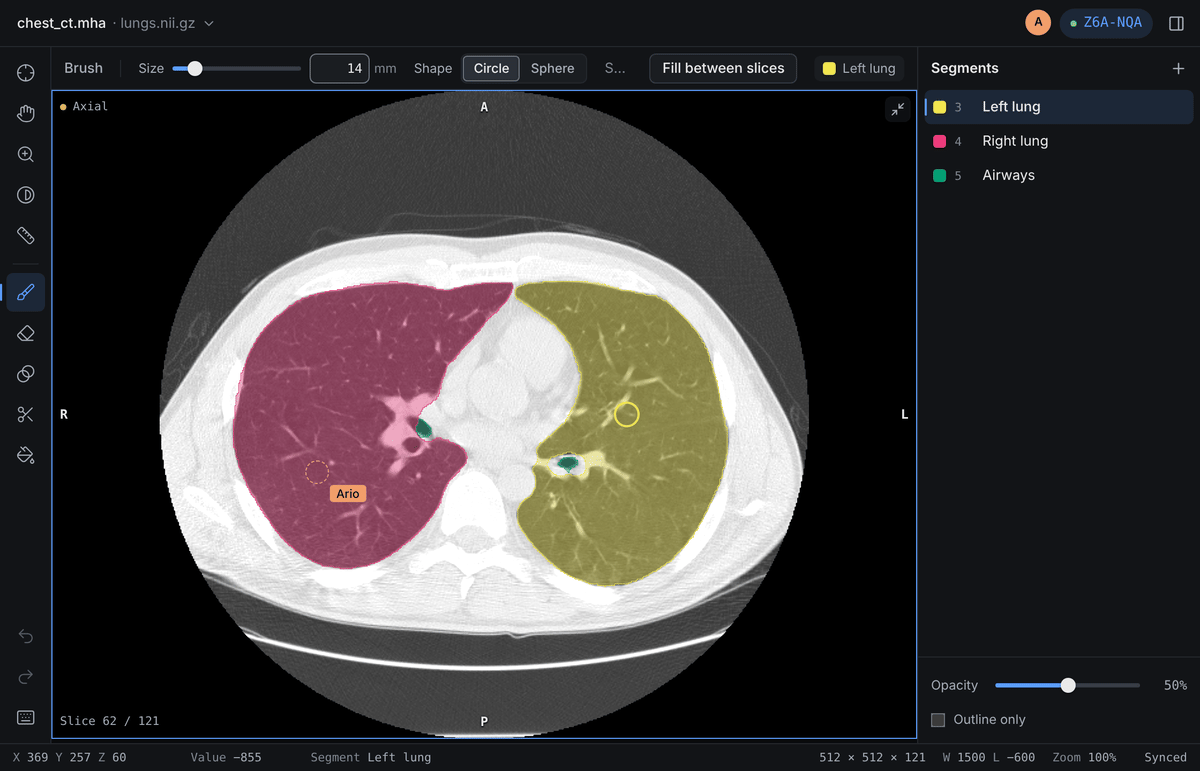 chest_ct.mha · lungs.nii.gz
A
Z6A-NQA
Brush
Size
14 mm
Shape
Circle
Sphere
S...
Fill between slices
Left lung
Segments
Axial
A
3 Left lung
4 Right lung
5 Airways
R
L
Ario
Slice 62 / 121
P
Opacity
50%
Outline only
X 369 Y 257 Z 60
Value −855
Segment Left lung
512 × 512 × 121
W 1500 L −600
Zoom 100%
Synced